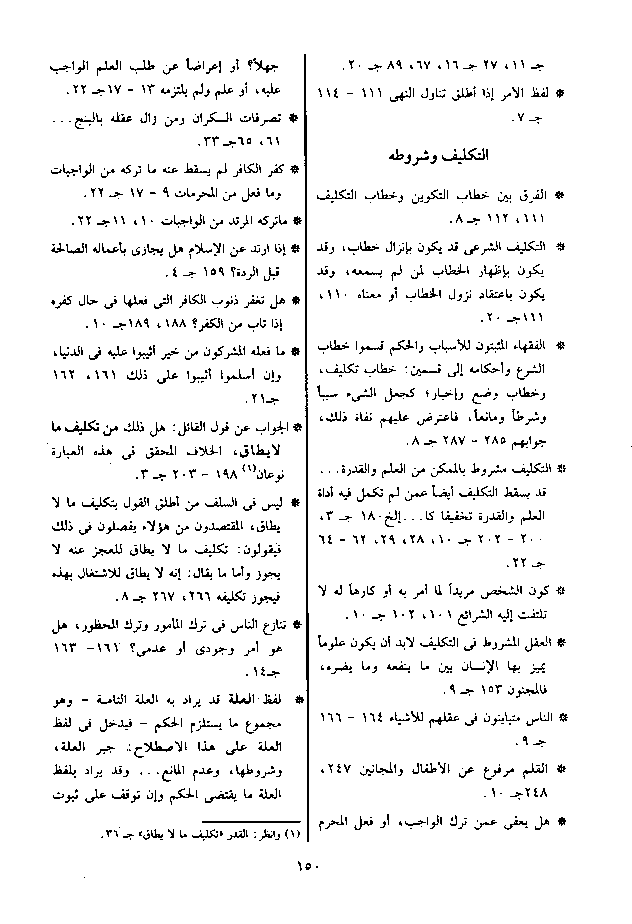 جـ ١١، ٢٧ جـ ١٦، ٦٧، ٨٩ جـ ٢٠.
* لفظ الأمر إذا أطلق تناول النهى ١١١ - ١١٤
جـ ٧.
التكليف وشروطه
* الفرق بين خطاب التكوين وخطاب التكليف
١١١، ١١٢ جـ ٨.
* التكليف الشرعى قد يكون بإنزال خطاب، وقد
يكون بإظهار الخطاب لمن لم يسمعه، وقد
يكون باعتقاد نزول الخطاب أو معناه ١١٠،
١١١جـ ٢٠.
* الفقهاء المثبتون للأسباب والحكم قسموا خطاب
الشرع وأحكامه إلى قسمين: خطاب تكليف،
وخطاب وضع وإخبار؛ كجعل الشىء سبباً
وشرطاً ومانعاً، فاعترض عليهم نفاة ذلك،
جوابهم ٢٨٥ - ٢٨٧ جـ ٨.
* التكليف مشروط بالممكن من العلم والقدرة...
قد يسقط التكليف أيضاً عمن لم تكمل فيه أداة
العلم والقدرة تخفيفا كا... إلخ ١٨٠ جـ ٣،
٢٠٠ - ٢٠٢ جـ ١٠، ٢٨، ٢٩، ٦٢ - ٦٤
جـ ٢٢.
* كون الشخص مريداً لما أمر به أو كارها له لا
تلتفت إليه الشرائع ١٠١، ١٠٢ جـ ١٠.
* العقل المشروط فى التكليف لابد أن يكون علوماً
يميز بها الإنسان بين ما ينفعه وما يضره،
فالمجنون ١٥٣ جـ ٩.
* الناس متباينون فى عقلهم للأشياء ١٦٤ - ١٦٦
جـ ٩.
* القلم مرفوع عن الأطفال والمجانين ٢٤٧،
٢٤٨جـ ١٠.
* هل يعفى عمن ترك الواجب، أو فعل المحرم
جهلاً؟ أو إعراضاً عن طلب العلم الواجب
عليه، أو علم ولم يلتزمه ١٣ - ١٧جـ ٢٢.
* تصرفات السكران ومن زال عقله بالبنج...
٦١، ٦٥جـ ٣٣.
* كفر الكافر لم يسقط عنه ما تركه من الواجبات
وما فعل من المحرمات ٩ - ١٧ جـ ٢٢.
* ماتركه المرتد من الواجبات ١٠، ١١جـ ٢٢.
* إذا ارتد عن الإسلام هل يجازى بأعماله الصالحة
قبل الردة؟ ١٥٩ جـ ٤.
* هل تغفر ذنوب الكافر التى فعلها فى حال كفره
إذا تاب من الكفر؟ ١٨٨، ١٨٩جـ ١٠.
* ما فعله المشركون من خير أثيبوا عليه فى الدنيا،
وإن أسلموا أثيبوا على ذلك ١٦١، ١٦٢
جـ٢١.
* الجواب عن قول القائل: هل ذلك من تكليف ما
لايطاق، الخلاف المحقق فى هذه العبارة
نوعان(١) ١٩٨ - ٢٠٣ جـ ٣.
* ليس فى السلف من أطلق القول بتكليف ما لا
يطاق، المقتصدون من هؤلاء يفصلون فى ذلك
فيقولون: تكليف ما لا يطاق للعجز عنه لا
يجوز وأما ما يقال: إنه لا يطاق للاشتغال بهذه
فيجوز تكليفه ٢٦٦، ٢٦٧ جـ ٨.
* تنازع الناس فى ترك المأمور وترك المحظور، هل
هو أمر وجودى أو عدمى؟ ١٦١- ١٦٣
جـ١٤.
* لفظ العلة قد يراد به العلة التامة - وهو
مجموع ما يستلزم الحكم - فيدخل فى لفظ
العلة على هذا الاصطلاح: جبر العلة،
وشروطها، وعدم المانع... وقد يراد بلفظ
العلة ما يقتضى الحكم وإن توقف على ثبوت
(١) وانظر: القدر «تكليف ما لا يطاق» جـ ٣٦.
١٥٠